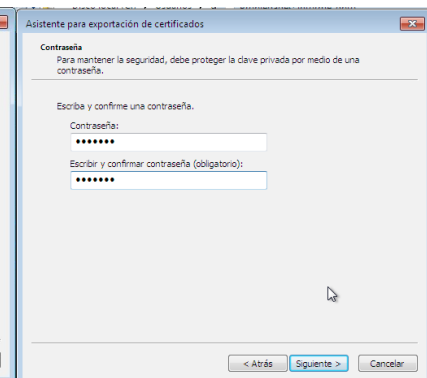 Asistente para exportación de certificados
Contraseña
Para mantener la seguridad, debe proteger la clave privada por medio de una
contraseña.
Escriba y confirme una contraseña.
Contraseña:
•••••••
Escribir y confirmar contraseña (obligatorio):
•••••••
< Atrás
Siguiente >
Cancelar